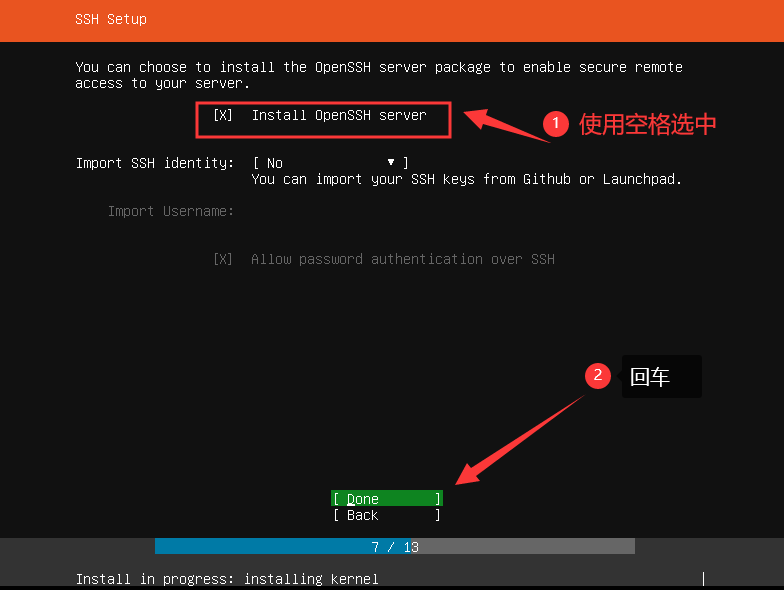 SSH Setup
You can choose to install the OpenSSH server package to enable secure remote
access to your server.
[X] Install OpenSSH server
1 使用空格选中
Import SSH identity: [ No ▼ ]
You can import your SSH keys from Github or Launchpad.
Import Username:
[X] Allow password authentication over SSH
2 回车
[ Done ]
[ Back ]
7 / 13
Install in progress: installing kernel